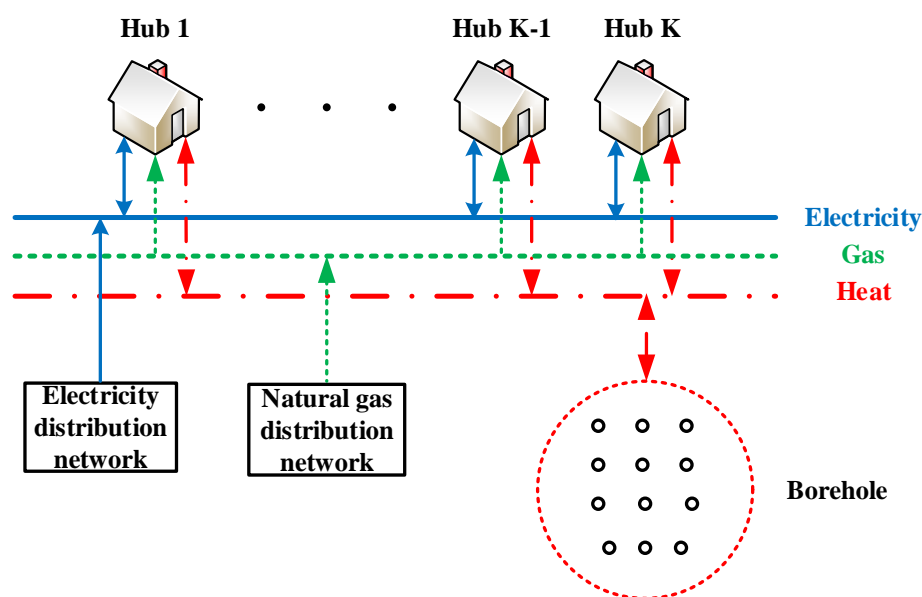 Hub 1
Hub K-1
Hub K
Electricity
Gas
Heat
Electricity
distribution
network
Natural gas
distribution
network
Borehole